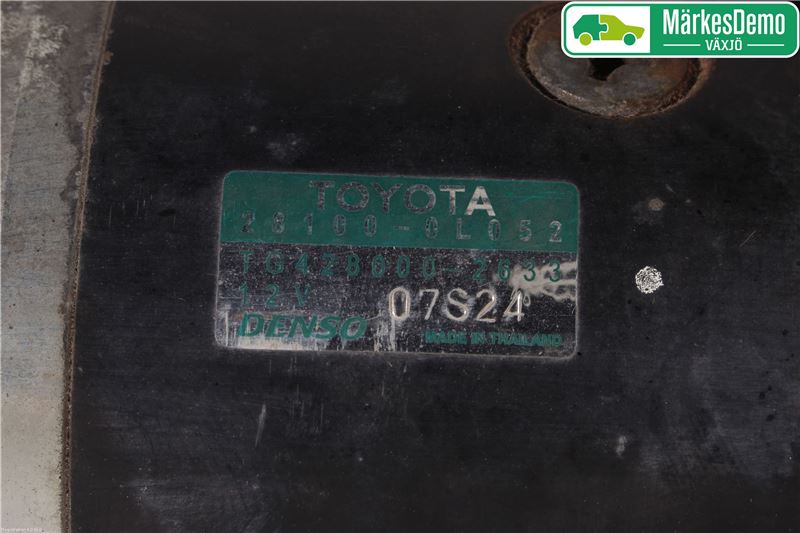 MärkesDemo
VÄXJÖ
TOYOTA
28100-0L052
TG428000-2633
12V 07S24
DENSO MADE IN THAILAND